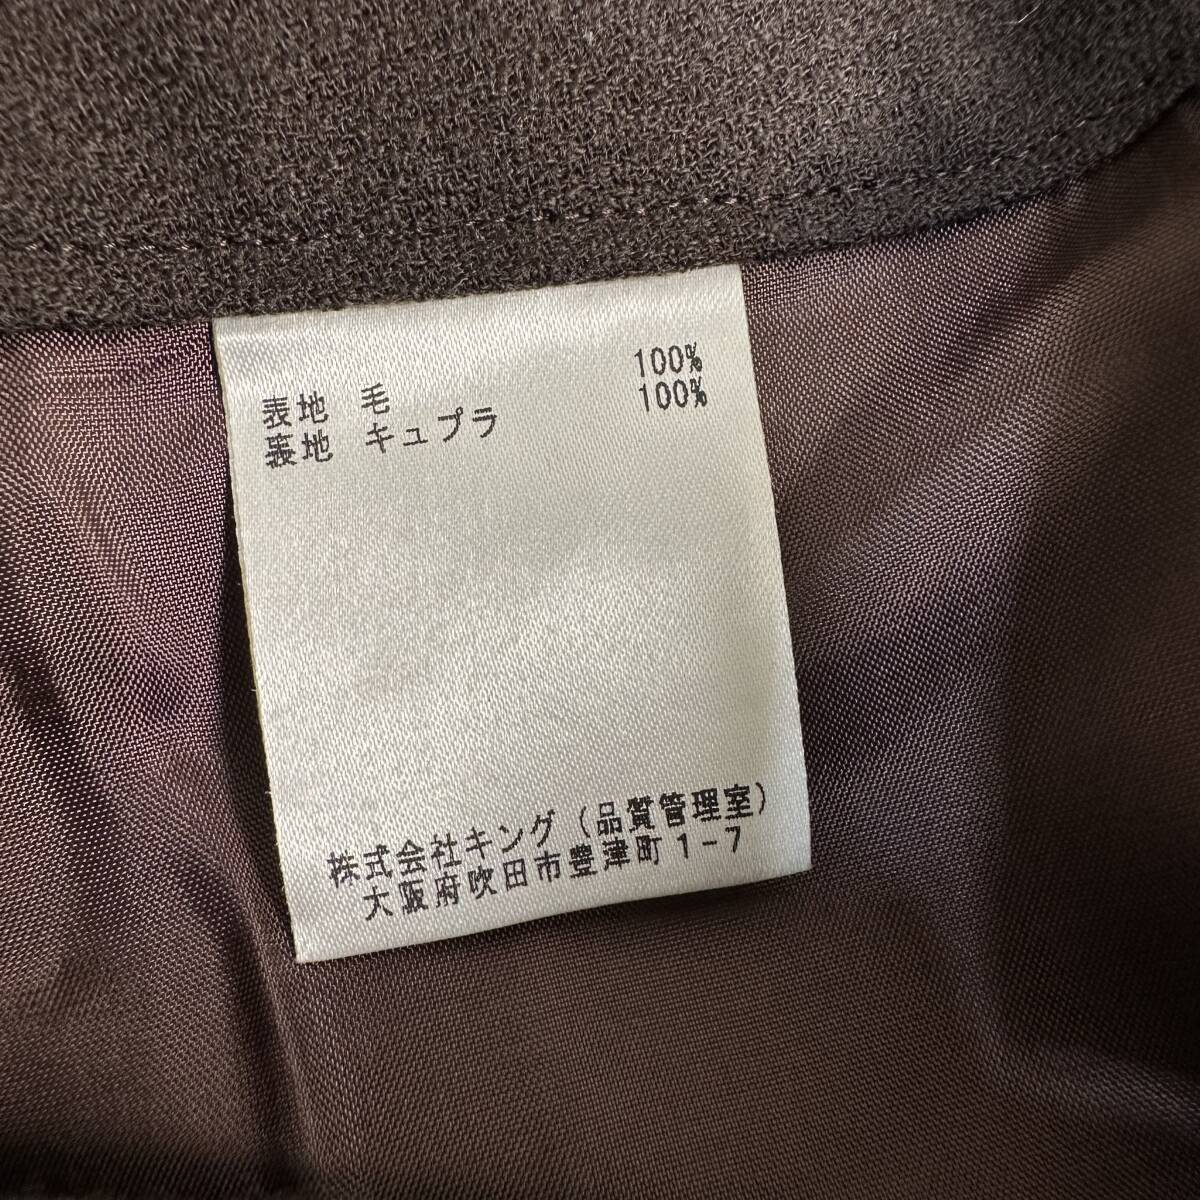 表地 毛 100%
裏地 キュプラ 100%
株式会社キング（品質管理室）
大阪府吹田市豊津町1-7